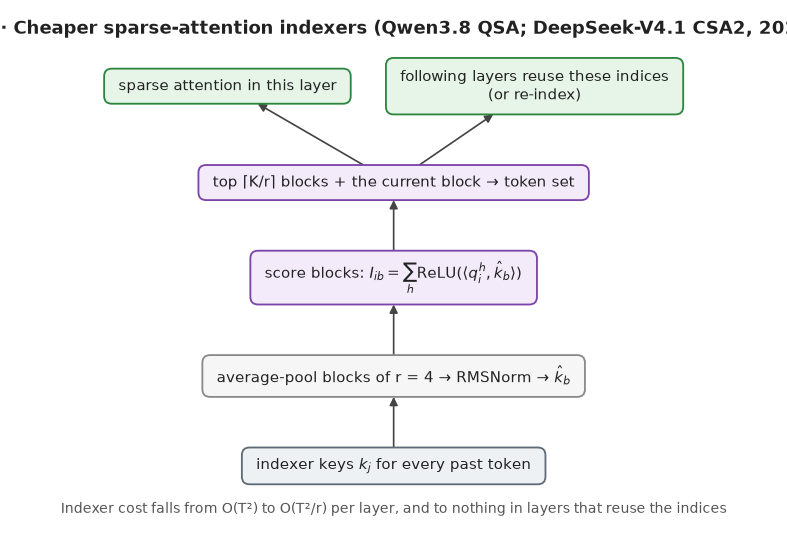 · Cheaper sparse-attention indexers (Qwen3.8 QSA; DeepSeek-V4.1 CSA2, 20
sparse attention in this layer
following layers reuse these indices
(or re-index)
top ⌈K/r⌉ blocks + the current block → token set
score blocks: I_{ib} = ∑_h ReLU(⟨q_i^h, k̂_b⟩)
average-pool blocks of r = 4 → RMSNorm → k̂_b
indexer keys k_j for every past token
Indexer cost falls from O(T²) to O(T²/r) per layer, and to nothing in layers that reuse the indices